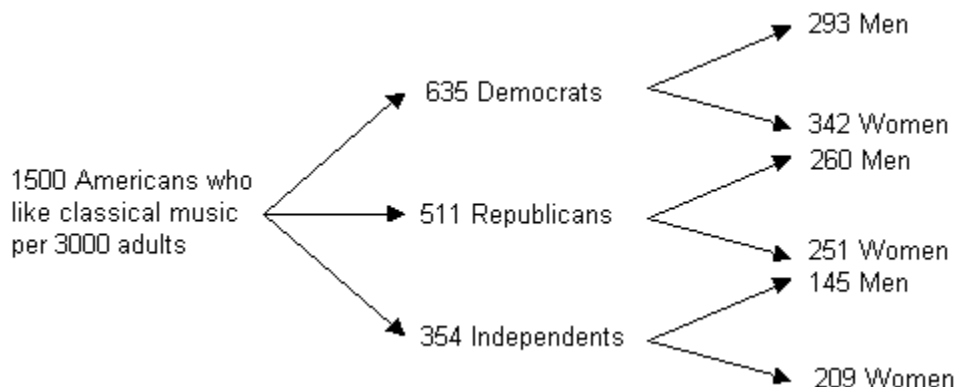 293 Men
635 Democrats
342 Women
1500 Americans who
like classical music
per 3000 adults
260 Men
511 Republicans
251 Women
145 Men
354 Independents
209 Women